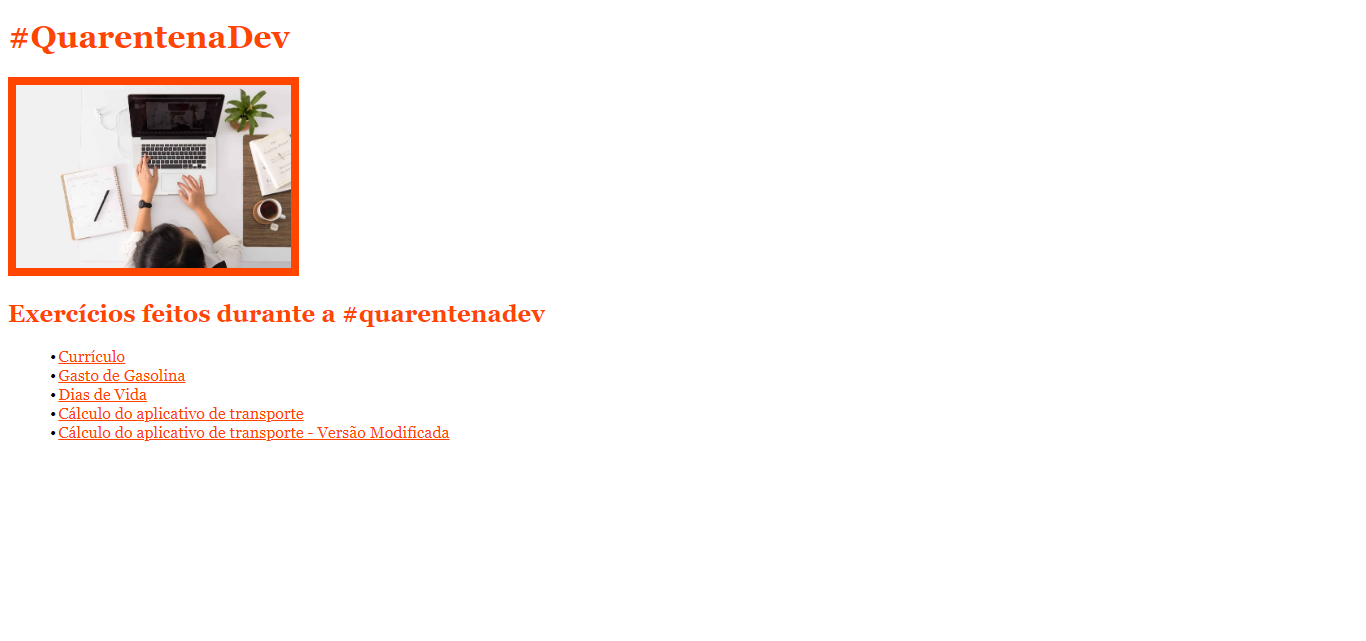 #QuarentenaDev
Exercícios feitos durante a #quarentenadev
• Currículo
• Gasto de Gasolina
• Dias de Vida
• Cálculo do aplicativo de transporte
• Cálculo do aplicativo de transporte - Versão Modificada